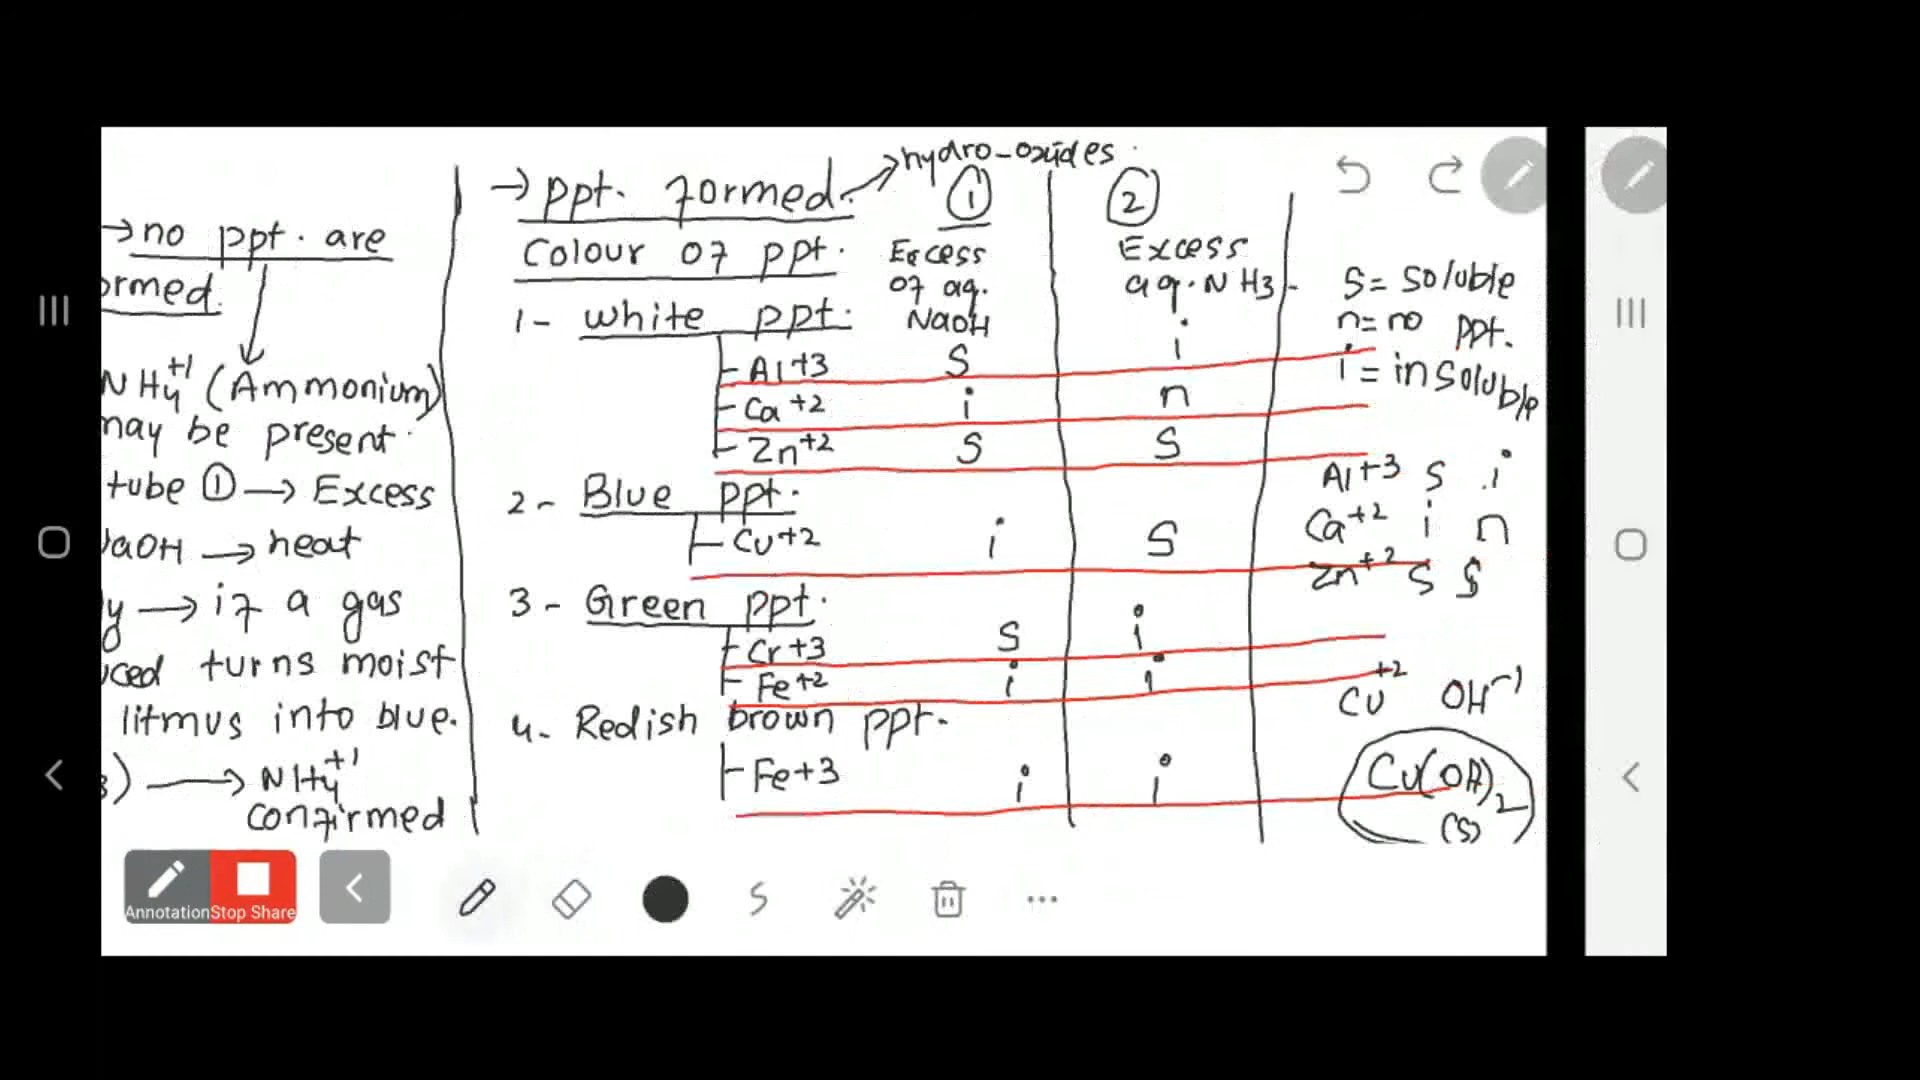 →no ppt. are
ormed.
NH4+1 (Ammonium)
may be present.
tube ① → Excess
NaOH → heat
y → if a gas
uced turns moist
litmus into blue.
3) → NH4+1
confirmed
→ ppt. formed. → hydro-oxides.
Colour of ppt.
① Excess of aq. NaOH
② Excess aq. NH3.
1- white ppt.
Al+3 S i
Ca+2 i n
Zn+2 S S
2- Blue ppt.
Cu+2 i S
3- Green ppt.
Cr+3 S i
Fe+2 i i
4- Redish brown ppt.
Fe+3 i i
S= soluble
n= no ppt.
i = insoluble
Al+3 S i
Ca+2 i n
Zn+2 S S
Cu+2 OH-1
Cu(OH)2
(s)
Annotation Stop Share